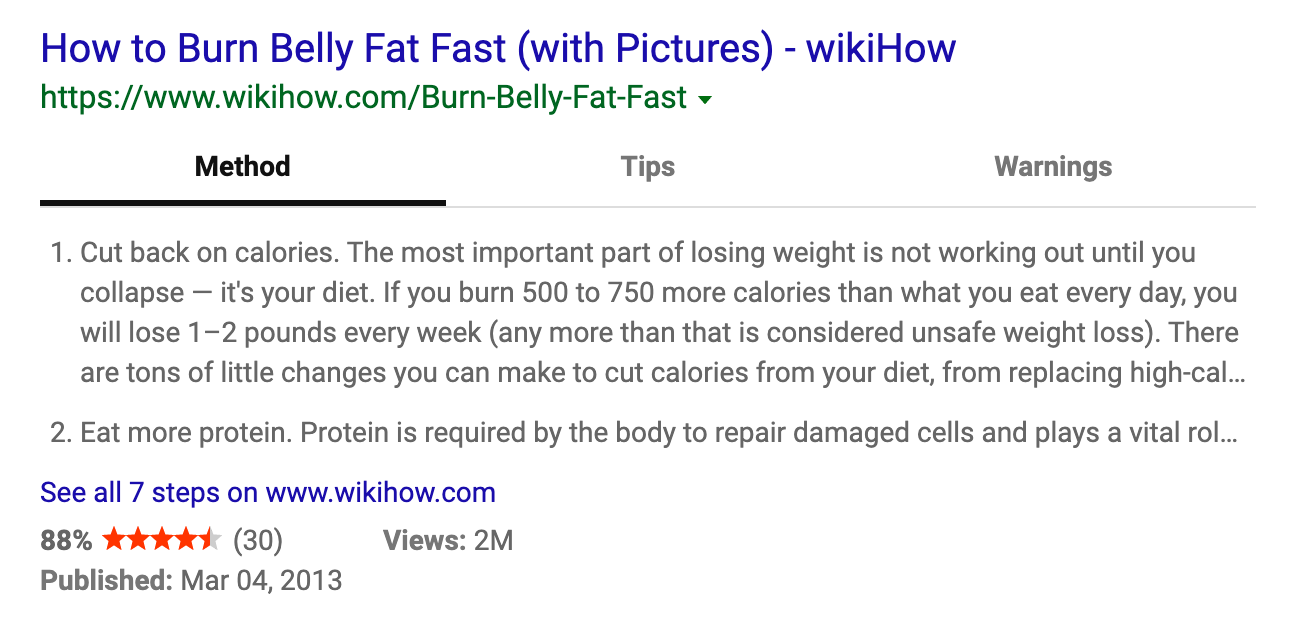 How to Burn Belly Fat Fast (with Pictures) - wikiHow
https://www.wikihow.com/Burn-Belly-Fat-Fast
Method Tips Warnings
1. Cut back on calories. The most important part of losing weight is not working out until you
collapse — it's your diet. If you burn 500 to 750 more calories than what you eat every day, you
will lose 1–2 pounds every week (any more than that is considered unsafe weight loss). There
are tons of little changes you can make to cut calories from your diet, from replacing high-cal...
2. Eat more protein. Protein is required by the body to repair damaged cells and plays a vital rol...
See all 7 steps on www.wikihow.com
88% (30) Views: 2M
Published: Mar 04, 2013